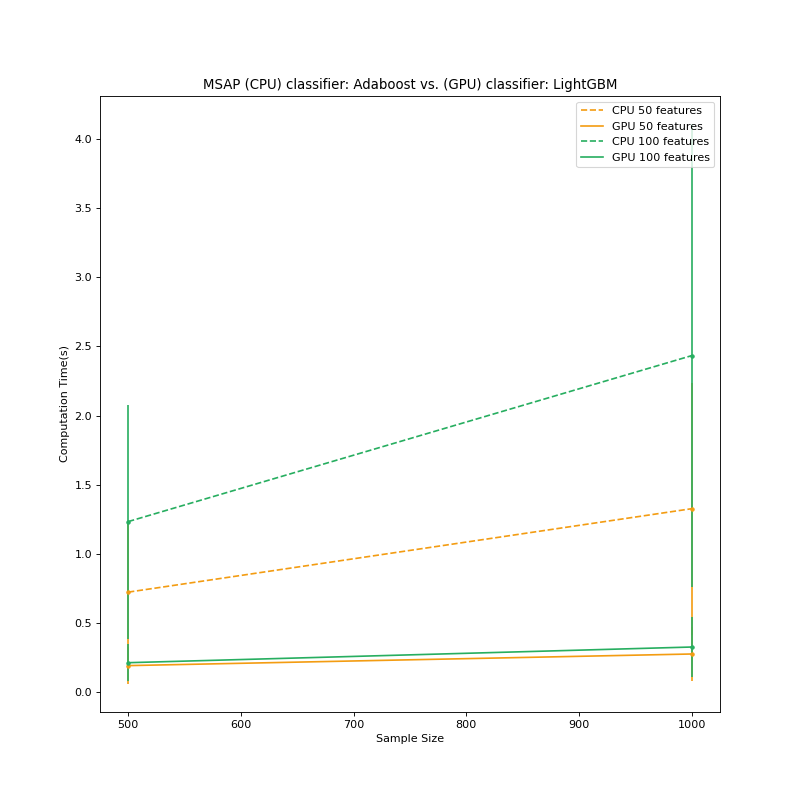 MSAP (CPU) classifier: Adaboost vs. (GPU) classifier: LightGBM
CPU 50 features
GPU 50 features
CPU 100 features
GPU 100 features
4.0
3.5
3.0
2.5
2.0
1.5
1.0
0.5
0.0
Computation Time(s)
500 600 700 800 900 1000
Sample Size